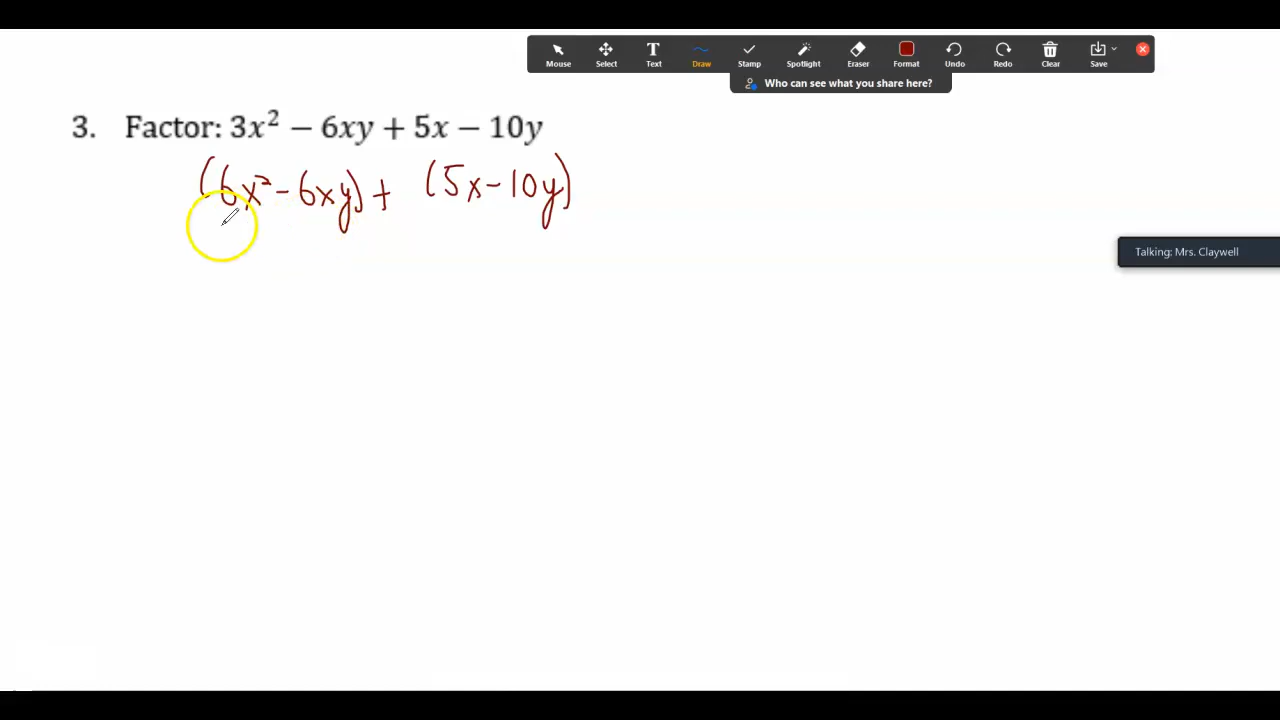 Mouse Select Text Draw Stamp Spotlight Eraser Format Undo Redo Clear Save
Who can see what you share here?
3. Factor: 3x² − 6xy + 5x − 10y
(6x² - 6xy) + (5x - 10y)
Talking: Mrs. Claywell